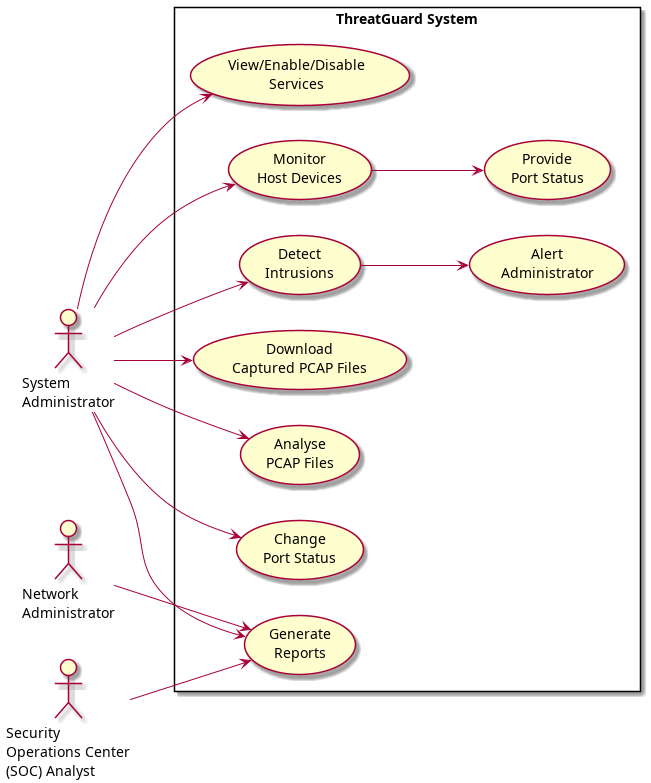 ThreatGuard System
View/Enable/Disable
Services
Monitor
Host Devices
Provide
Port Status
Detect
Intrusions
Alert
Administrator
System
Administrator
Download
Captured PCAP Files
Analyse
PCAP Files
Change
Port Status
Network
Administrator
Generate
Reports
Security
Operations Center
(SOC) Analyst